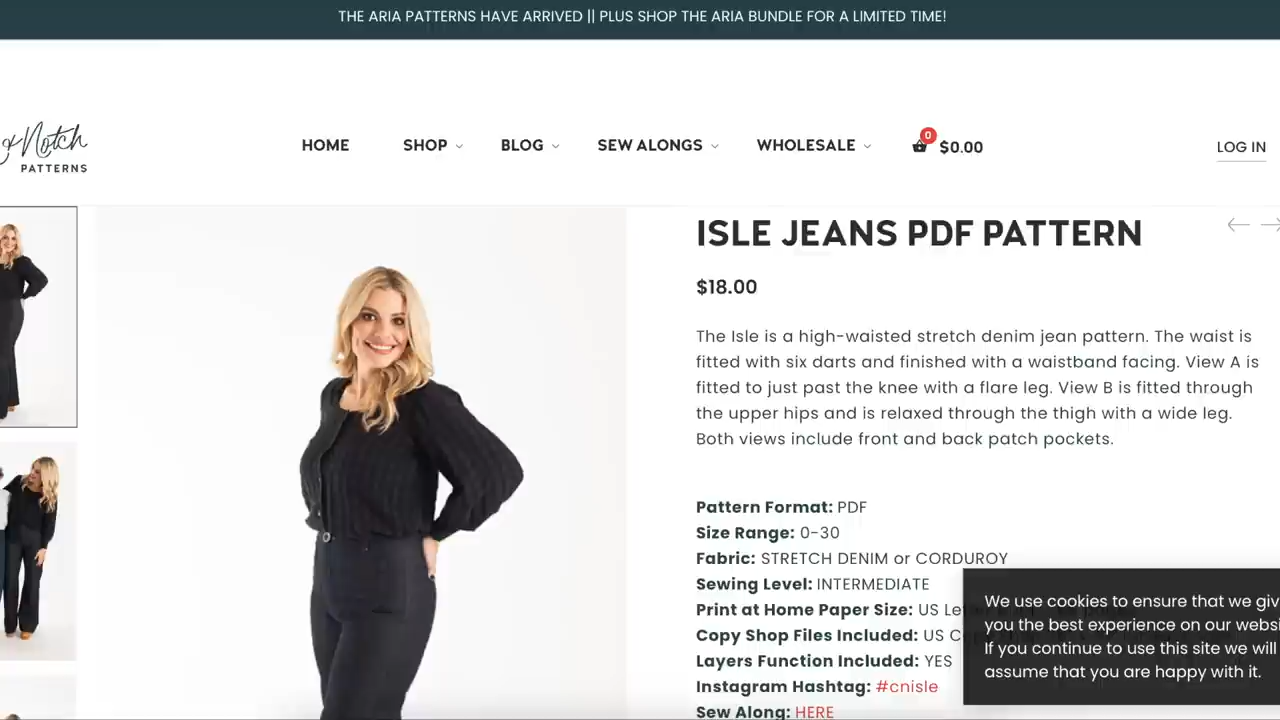 THE ARIA PATTERNS HAVE ARRIVED || PLUS SHOP THE ARIA BUNDLE FOR A LIMITED TIME!
& Notch
PATTERNS
HOME SHOP BLOG SEW ALONGS WHOLESALE 0 $0.00 LOG IN
ISLE JEANS PDF PATTERN
$18.00
The Isle is a high-waisted stretch denim jean pattern. The waist is
fitted with six darts and finished with a waistband facing. View A is
fitted to just past the knee with a flare leg. View B is fitted through
the upper hips and is relaxed through the thigh with a wide leg.
Both views include front and back patch pockets.
Pattern Format: PDF
Size Range: 0-30
Fabric: STRETCH DENIM or CORDUROY
Sewing Level: INTERMEDIATE
Print at Home Paper Size: US
Copy Shop Files Included: US
Layers Function Included: YES
Instagram Hashtag: #cnisle
Sew Along: HERE
We use cookies to ensure that we giv
you the best experience on our websi
If you continue to use this site we will
assume that you are happy with it.